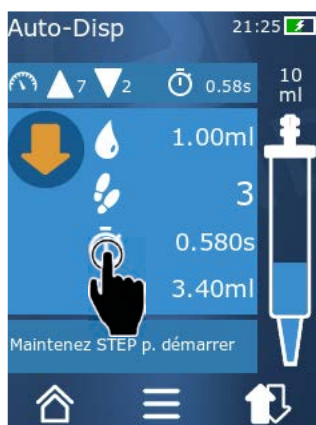 Auto-Disp 21:25
7 2 0.58s
10
ml
1.00ml
3
0.580s
3.40ml
Maintenez STEP p. démarrer